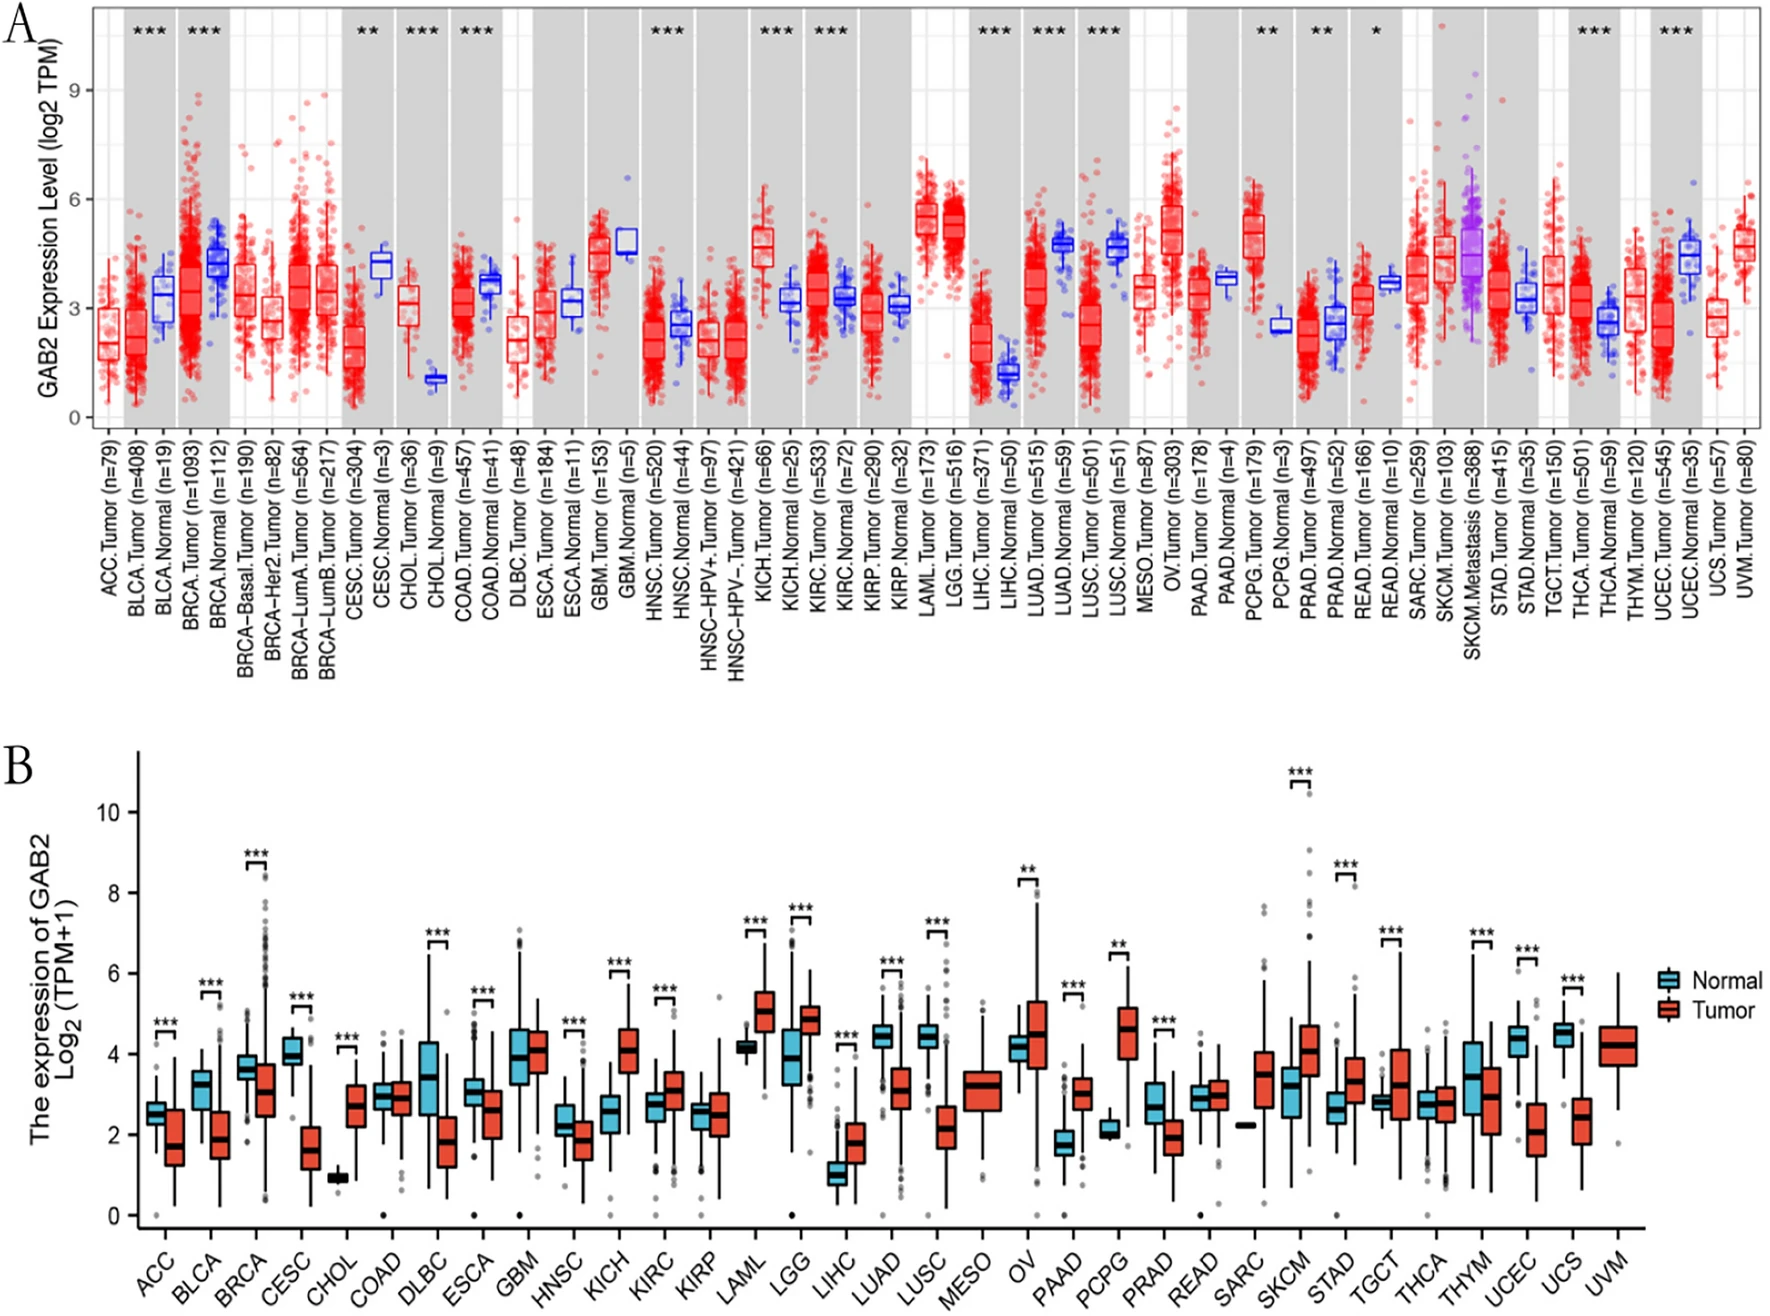 A
GAB2 Expression Level (log2 TPM)
*** *** ** *** *** *** *** *** *** *** *** ** ** * *** ***
9
6
3
0
ACC.Tumor (n=79)
BLCA.Tumor (n=408)
BLCA.Normal (n=19)
BRCA.Tumor (n=1093)
BRCA.Normal (n=112)
BRCA−Basal.Tumor (n=190)
BRCA−Her2.Tumor (n=82)
BRCA−LumA.Tumor (n=564)
BRCA−LumB.Tumor (n=217)
CESC.Tumor (n=304)
CESC.Normal (n=3)
CHOL.Tumor (n=36)
CHOL.Normal (n=9)
COAD.Tumor (n=457)
COAD.Normal (n=41)
DLBC.Tumor (n=48)
ESCA.Tumor (n=184)
ESCA.Normal (n=11)
GBM.Tumor (n=153)
GBM.Normal (n=5)
HNSC.Tumor (n=520)
HNSC.Normal (n=44)
HNSC−HPV+.Tumor (n=97)
HNSC−HPV−.Tumor (n=421)
KICH.Tumor (n=66)
KICH.Normal (n=25)
KIRC.Tumor (n=533)
KIRC.Normal (n=72)
KIRP.Tumor (n=290)
KIRP.Normal (n=32)
LAML.Tumor (n=173)
LGG.Tumor (n=516)
LIHC.Tumor (n=371)
LIHC.Normal (n=50)
LUAD.Tumor (n=515)
LUAD.Normal (n=59)
LUSC.Tumor (n=501)
LUSC.Normal (n=51)
MESO.Tumor (n=87)
OV.Tumor (n=303)
PAAD.Tumor (n=178)
PAAD.Normal (n=4)
PCPG.Tumor (n=179)
PCPG.Normal (n=3)
PRAD.Tumor (n=497)
PRAD.Normal (n=52)
READ.Tumor (n=166)
READ.Normal (n=10)
SARC.Tumor (n=259)
SKCM.Tumor (n=103)
SKCM.Metastasis (n=368)
STAD.Tumor (n=415)
STAD.Normal (n=35)
TGCT.Tumor (n=150)
THCA.Tumor (n=501)
THCA.Normal (n=59)
THYM.Tumor (n=120)
UCEC.Tumor (n=545)
UCEC.Normal (n=35)
UCS.Tumor (n=57)
UVM.Tumor (n=80)
B
The expression of GAB2
Log2 (TPM+1)
10
8
6
4
2
0
*** *** *** *** *** *** *** *** *** *** *** *** *** *** *** ** *** ** *** *** *** *** *** *** ***
Normal
Tumor
ACC
BLCA
BRCA
CESC
CHOL
COAD
DLBC
ESCA
GBM
HNSC
KICH
KIRC
KIRP
LAML
LGG
LIHC
LUAD
LUSC
MESO
OV
PAAD
PCPG
PRAD
READ
SARC
SKCM
STAD
TGCT
THCA
THYM
UCEC
UCS
UVM